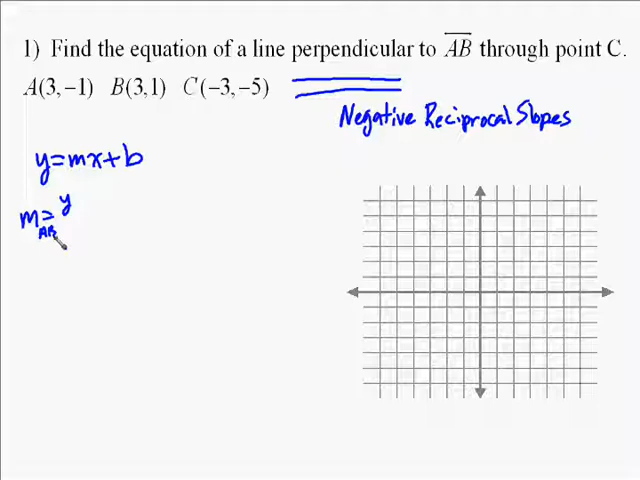 1) Find the equation of a line perpendicular to AB through point C.
A(3,−1) B(3,1) C(−3,−5)
Negative Reciprocal Slopes
y=mx+b
m AB = y